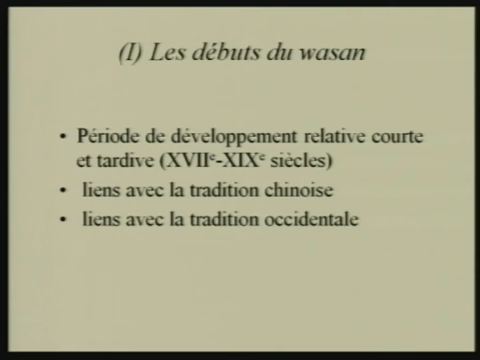 (I) Les débuts du wasan
• Période de développement relative courte
et tardive (XVIIe-XIXe siècles)
• liens avec la tradition chinoise
• liens avec la tradition occidentale